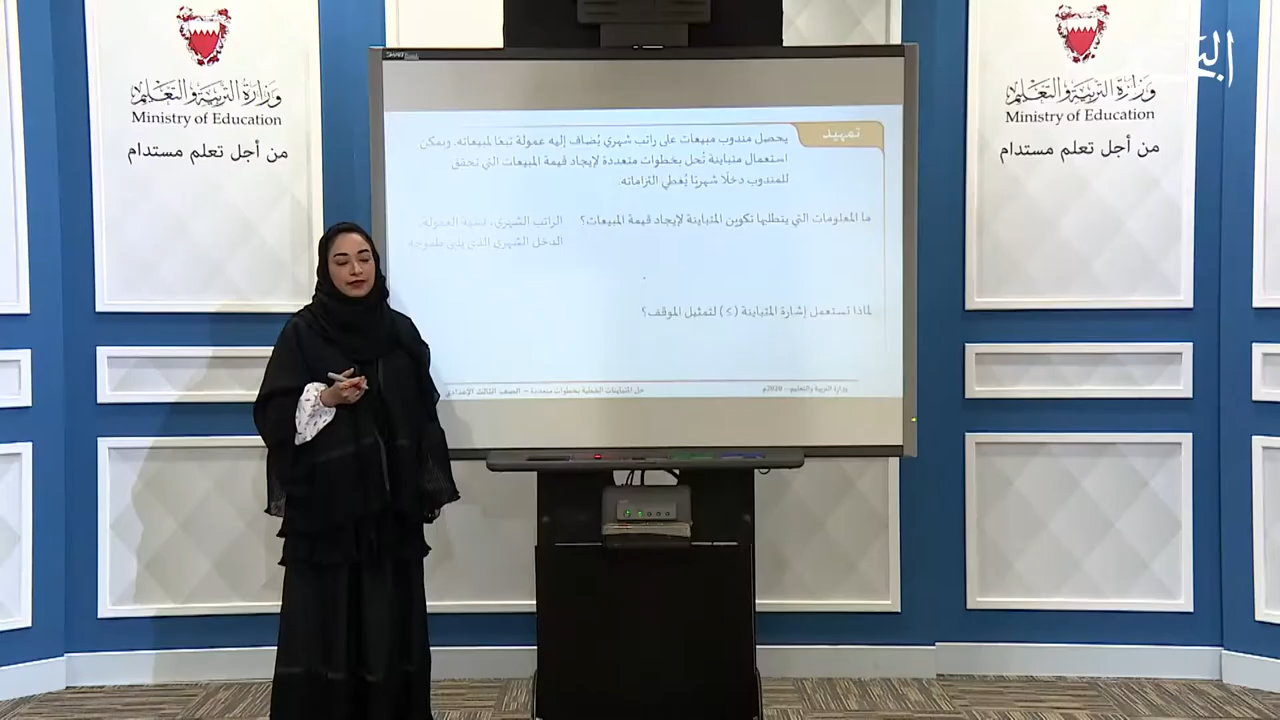 وزارة التربية والتعليم
Ministry of Education
من أجل تعلم مستدام
وزارة التربية والتعليم
Ministry of Education
من أجل تعلم مستدام
تمهيد
يحصل مندوب مبيعات على راتب شهري يُضاف إليه عمولة تبعًا لمبيعاته. ويمكن
استعمال متباينة تُحل بخطوات متعددة لإيجاد قيمة المبيعات التي تحقق
للمندوب دخلًا شهريًا يُغطي التزاماته.
ما المعلومات التي يتطلبها تكوين المتباينة لإيجاد قيمة المبيعات؟
الراتب الشهري، نسبة العمولة،
الدخل الشهري الذي يلبي طموحه
لماذا تستعمل إشارة المتباينة (≥) لتمثيل الموقف؟
وزارة التربية والتعليم – 2020م
حل المتباينات الخطية بخطوات متعددة – الصف الثالث الإعدادي